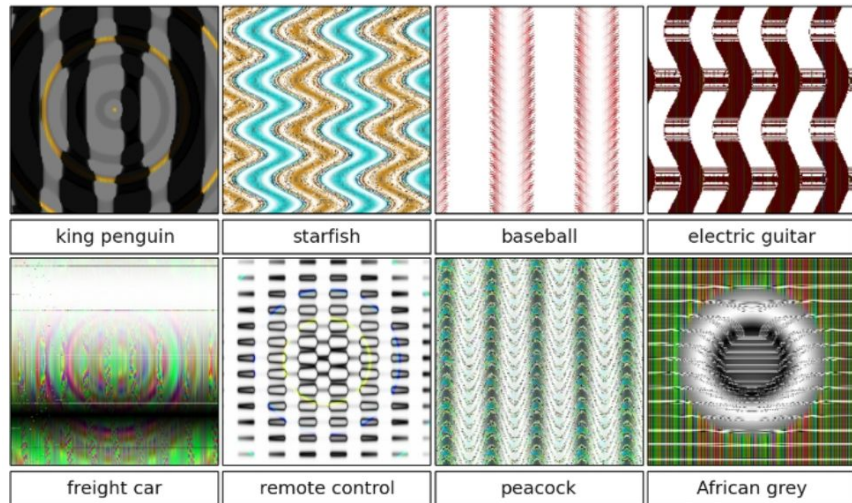 king penguin
starfish
baseball
electric guitar
freight car
remote control
peacock
African grey